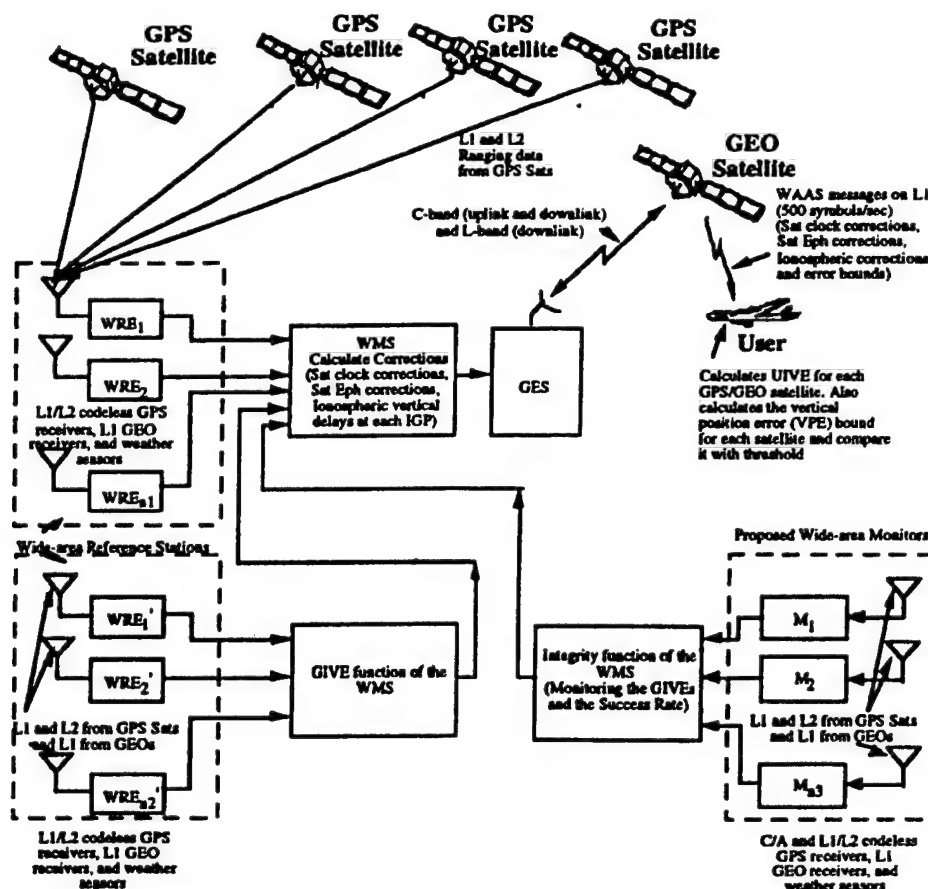 GPS
Satellite
GPS
Satellite
GPS
Satellite
GPS
Satellite
L1 and L2
Ranging data
from GPS Sats
GEO
Satellite
C-band (uplink and downlink)
and L-band (downlink)
WAAS messages on L1
(500 symbols/sec)
(Sat clock corrections,
Sat Eph corrections,
Ionospheric corrections
and error bounds)
WRE1
WRE2
L1/L2 codeless GPS
receivers, L1 GEO
receivers, and weather
sensors
WREn1
WMS
Calculate Corrections
(Sat clock corrections,
Sat Eph corrections,
Ionospheric vertical
delays at each IGP)
GES
User
Calculates UIVE for each
GPS/GEO satellite. Also
calculates the vertical
position error (VPE) bound
for each satellite and compare
it with threshold
Wide-area Reference Stations
Proposed Wide-area Monitors
WRE1'
WRE2'
L1 and L2 from GPS Sats
and L1 from GEOs
WREn2'
GIVE function of the
WMS
Integrity function of the
WMS
(Monitoring the GIVEs
and the Success Rate)
M1
M2
L1 and L2 from GPS Sats
and L1 from GEOs
Mn3
L1/L2 codeless GPS
receivers, L1 GEO
receivers, and weather
sensors
C/A and L1/L2 codeless
GPS receivers, L1
GEO receivers, and
weather sensors